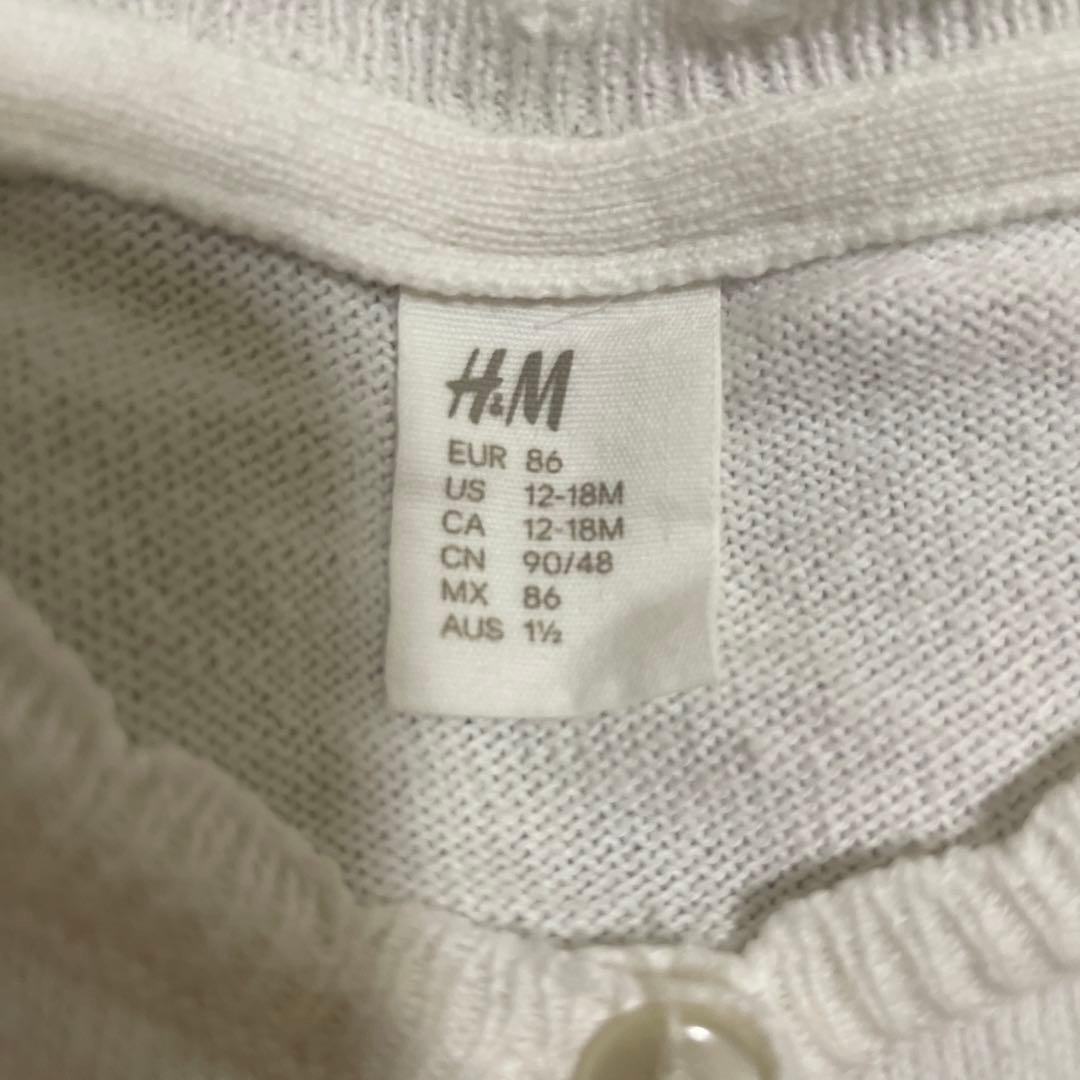 H&M
EUR 86
US 12-18M
CA 12-18M
CN 90/48
MX 86
AUS 1½